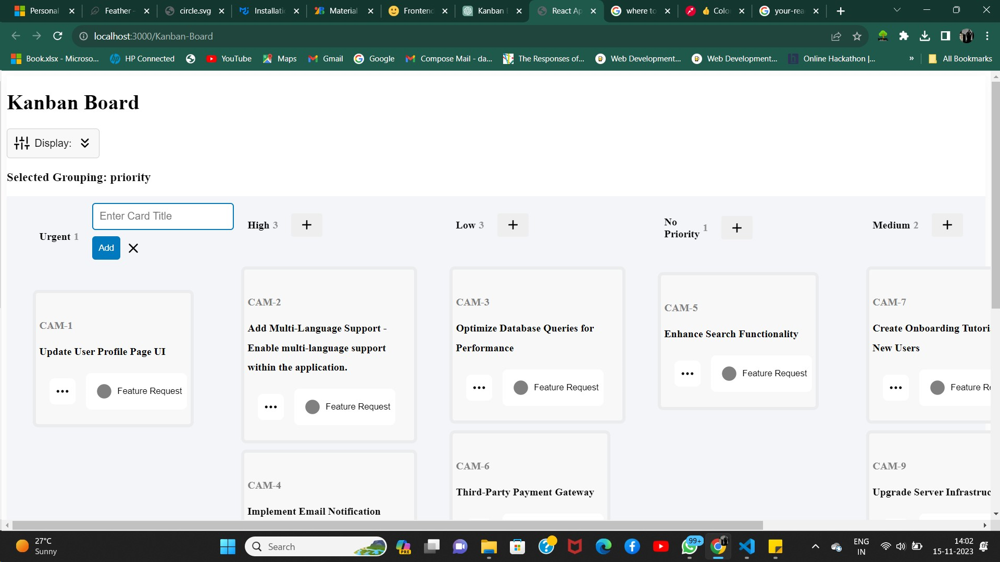 Personal
Feather -
circle.svg
Installatio
Material
Frontend
Kanban
React Ap
where to
Colo
your-rea
localhost:3000/Kanban-Board
Book.xlsx - Microso...
HP Connected
YouTube
Maps
Gmail
Google
Compose Mail - da...
The Responses of...
Web Development...
Web Development...
Online Hackathon |...
»
All Bookmarks
Kanban Board
Display:
Selected Grouping: priority
Urgent 1
Enter Card Title
Add
High 3
+
Low 3
+
No
Priority 1
+
Medium 2
+
CAM-1
Update User Profile Page UI
Feature Request
CAM-2
Add Multi-Language Support -
Enable multi-language support
within the application.
Feature Request
CAM-4
Implement Email Notification
CAM-3
Optimize Database Queries for
Performance
Feature Request
CAM-6
Third-Party Payment Gateway
CAM-5
Enhance Search Functionality
Feature Request
CAM-7
Create Onboarding Tutori
New Users
Feature Re
CAM-9
Upgrade Server Infrastruc
27°C
Sunny
Search
PRE
99+
ENG
IN
14:02
15-11-2023